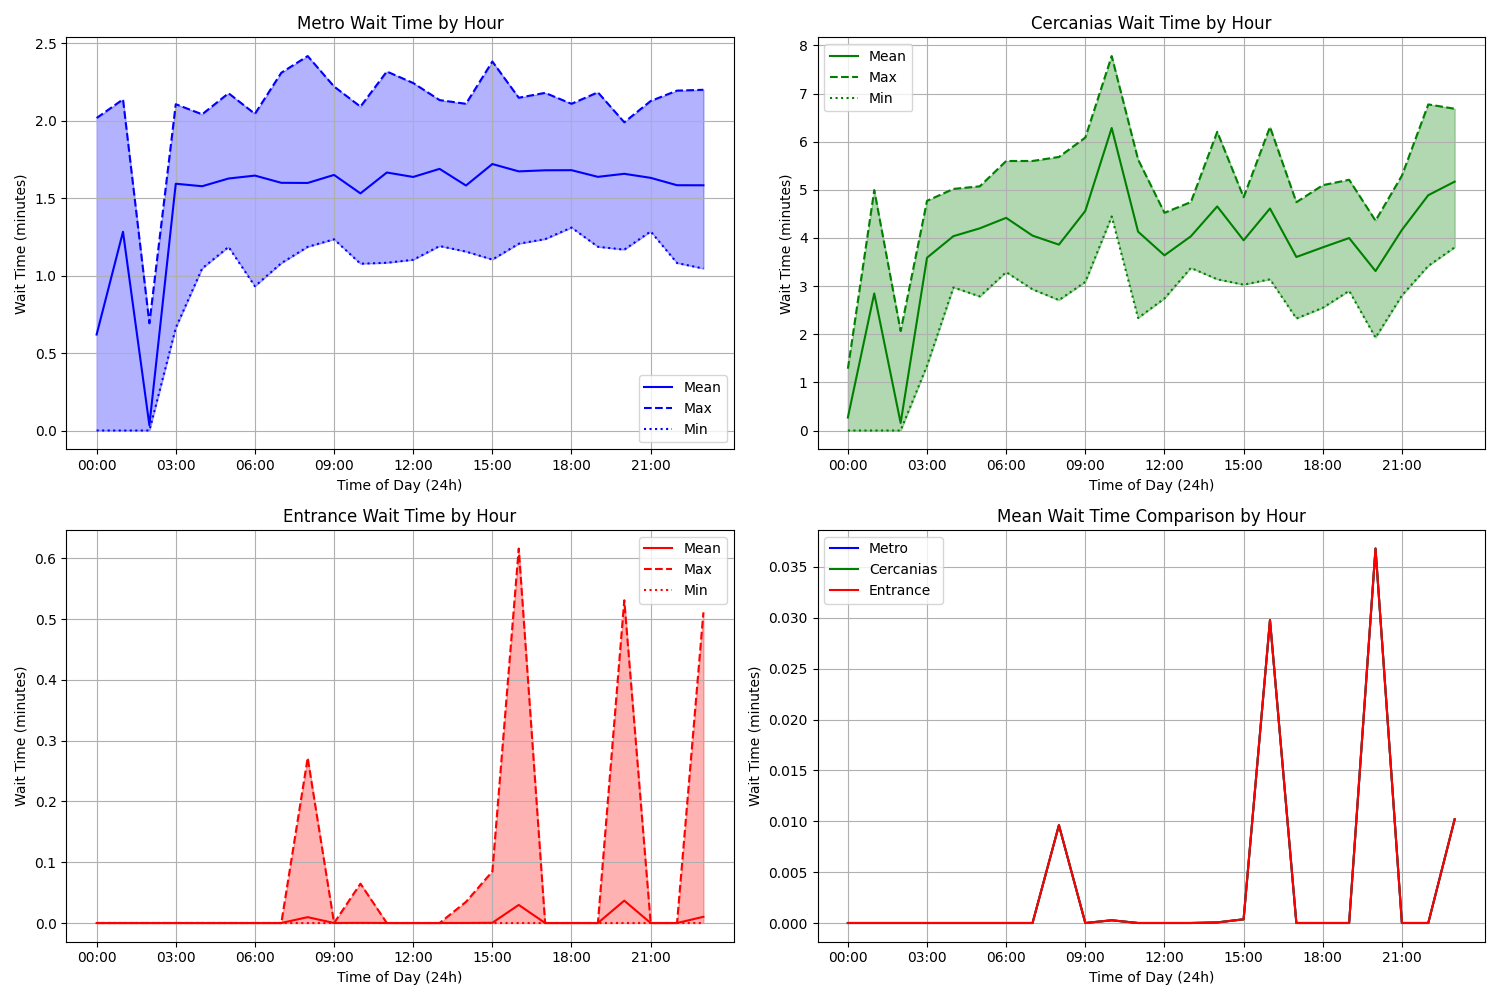 Metro Wait Time by Hour
Wait Time (minutes)
2.5
2.0
1.5
1.0
0.5
0.0
Mean
Max
Min
00:00 03:00 06:00 09:00 12:00 15:00 18:00 21:00
Time of Day (24h)
Cercanias Wait Time by Hour
Wait Time (minutes)
8
7
6
5
4
3
2
1
0
Mean
Max
Min
00:00 03:00 06:00 09:00 12:00 15:00 18:00 21:00
Time of Day (24h)
Entrance Wait Time by Hour
Wait Time (minutes)
0.6
0.5
0.4
0.3
0.2
0.1
0.0
Mean
Max
Min
00:00 03:00 06:00 09:00 12:00 15:00 18:00 21:00
Time of Day (24h)
Mean Wait Time Comparison by Hour
Wait Time (minutes)
0.035
0.030
0.025
0.020
0.015
0.010
0.005
0.000
Metro
Cercanias
Entrance
00:00 03:00 06:00 09:00 12:00 15:00 18:00 21:00
Time of Day (24h)